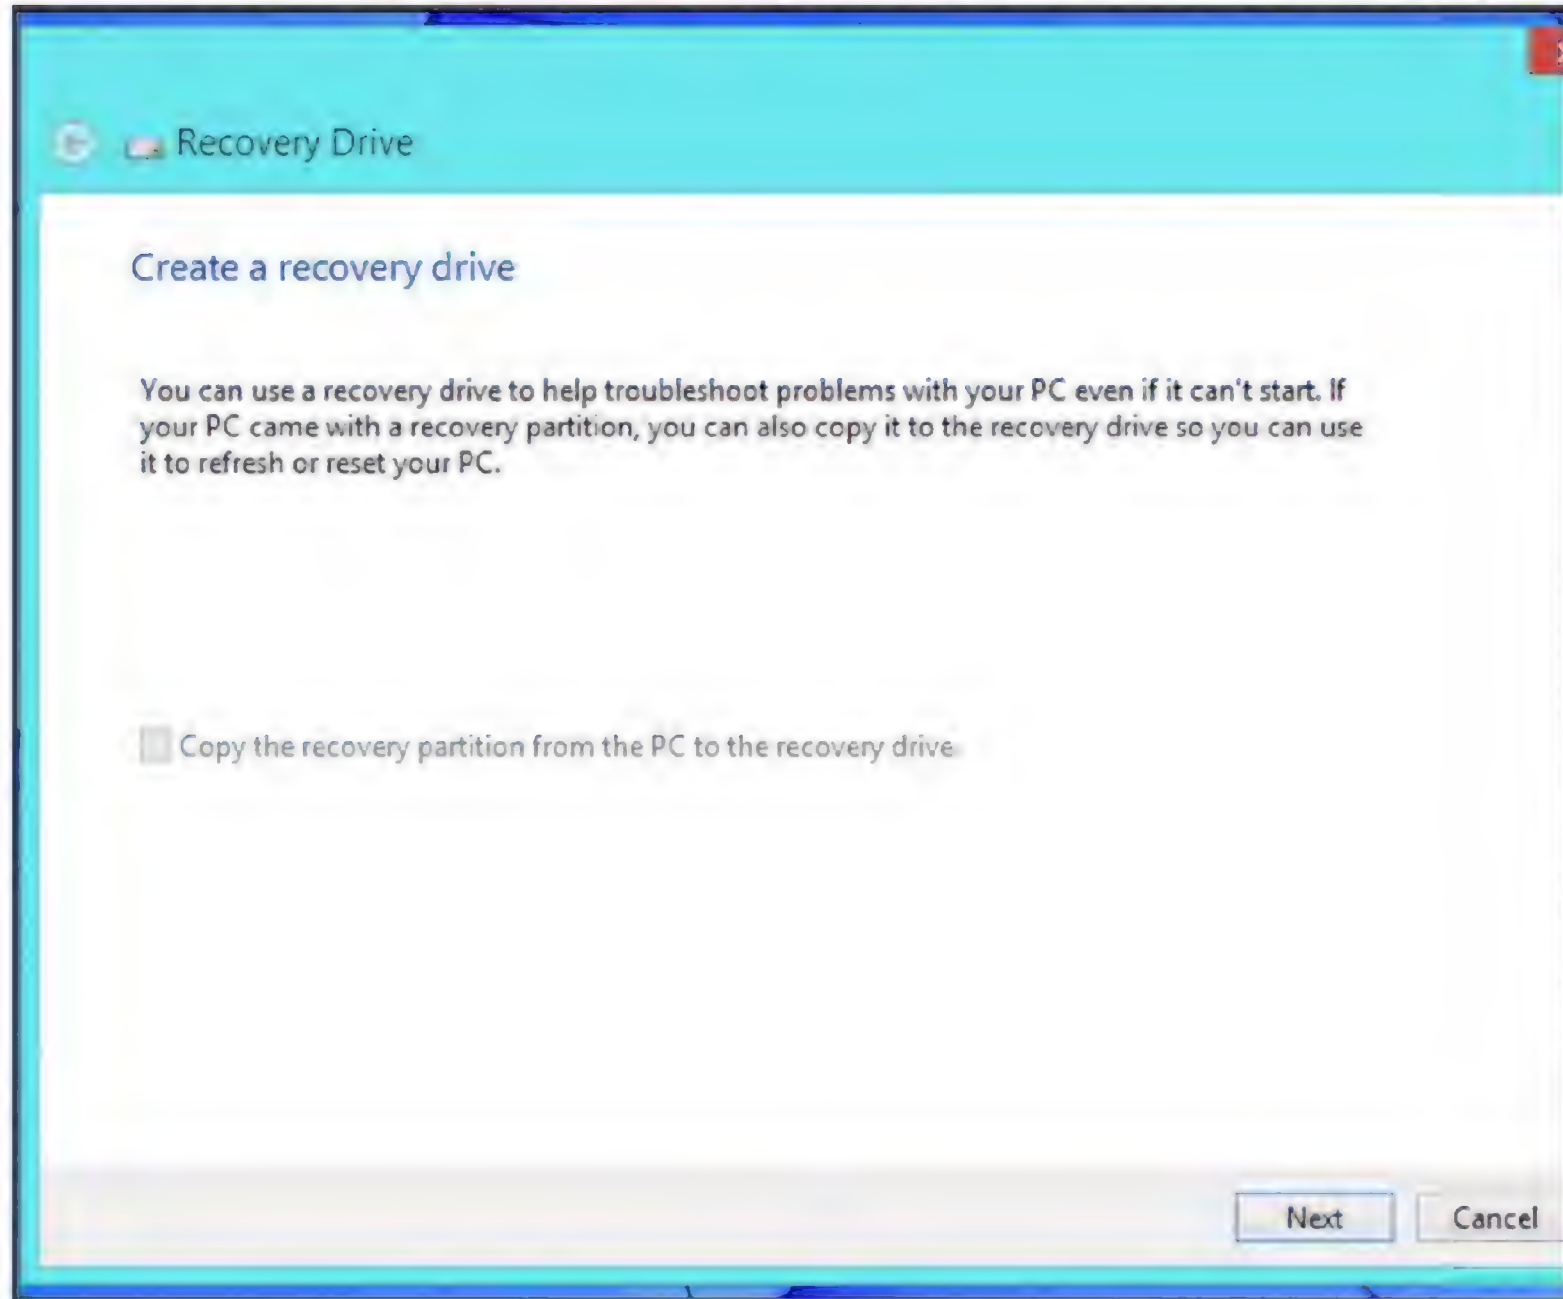 Recovery Drive
Create a recovery drive
You can use a recovery drive to help troubleshoot problems with your PC even if it can't start. If
your PC came with a recovery partition, you can also copy it to the recovery drive so you can use
it to refresh or reset your PC.
Copy the recovery partition from the PC to the recovery drive
Next
Cancel